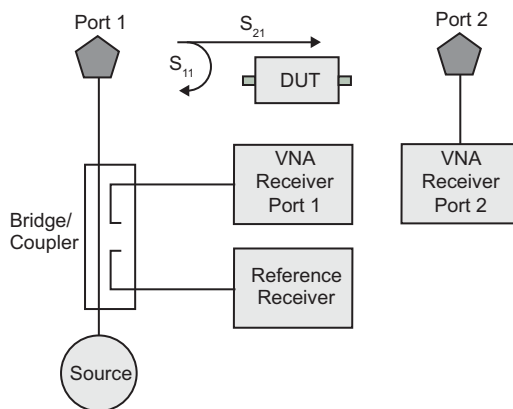 Port 1
S21
Port 2
S11
DUT
VNA
Receiver
Port 1
VNA
Receiver
Port 2
Bridge/
Coupler
Reference
Receiver
Source